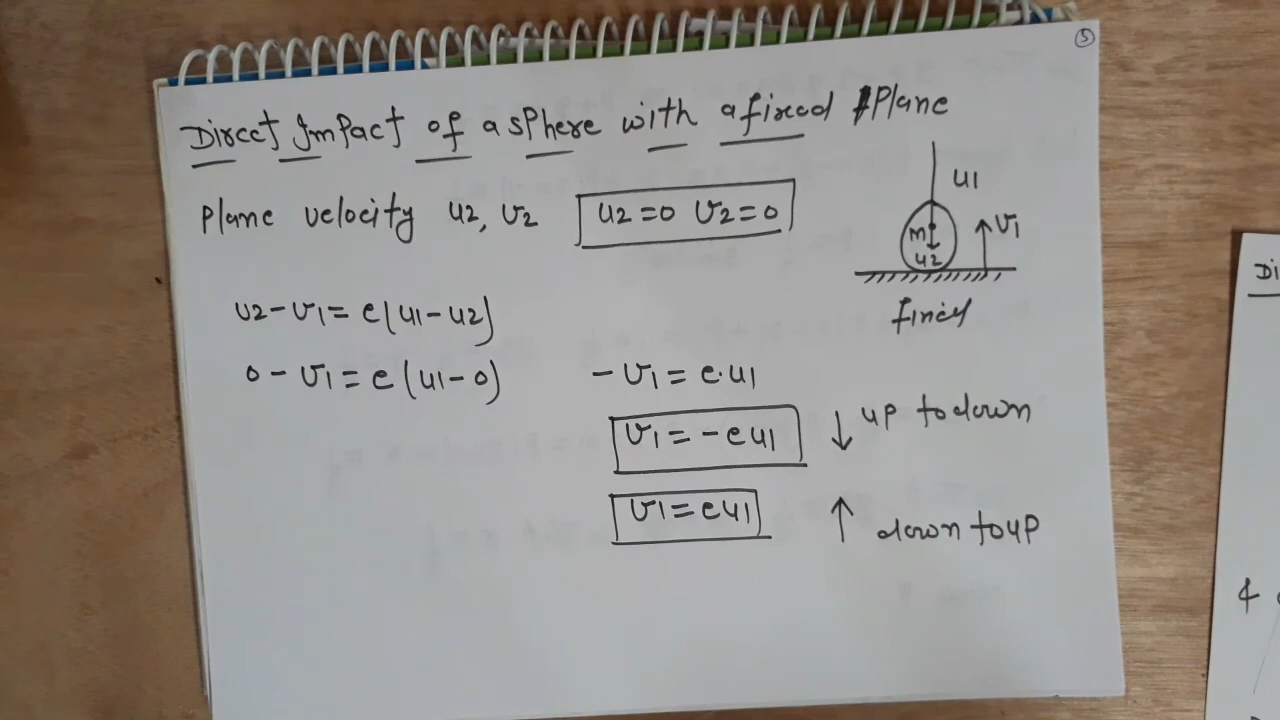 5
Direct Impact of a sphere with a fixed Plane
Plane velocity u2, v2 u2 = 0 v2 = 0
u1
m
u2
v1
fixed
u2 - v1 = e(u1 - u2)
0 - v1 = e(u1 - 0) - v1 = e·u1
v1 = -eu1 ↓ up to down
v1 = eu1 ↑ down to up
Di